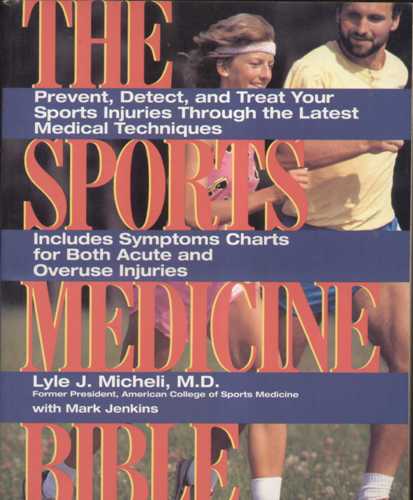 THE
Prevent, Detect, and Treat Your
Sports Injuries Through the Latest
Medical Techniques
SPORTS
Includes Symptoms Charts
for Both Acute and
Overuse Injuries
MEDICINE
Lyle J. Micheli, M.D.
Former President, American College of Sports Medicine
with Mark Jenkins
BIBLE